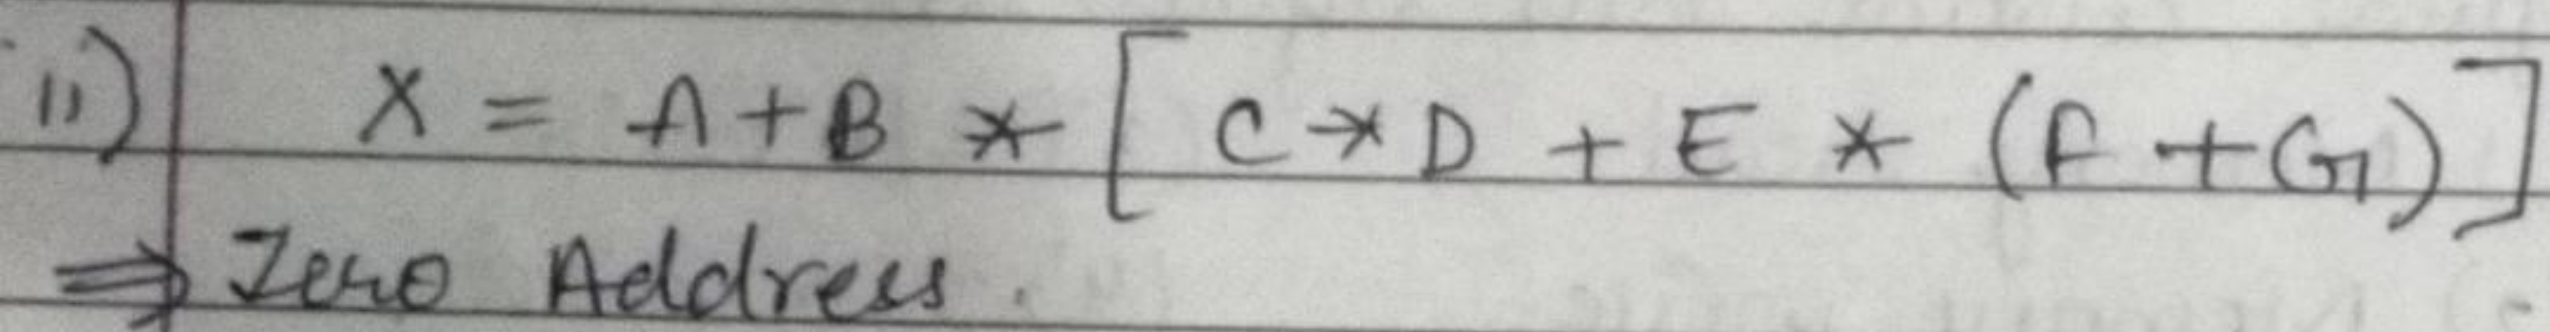 ii) X = A + B * [ C * D + E * (F + G) ]
⇒ Zero Address.